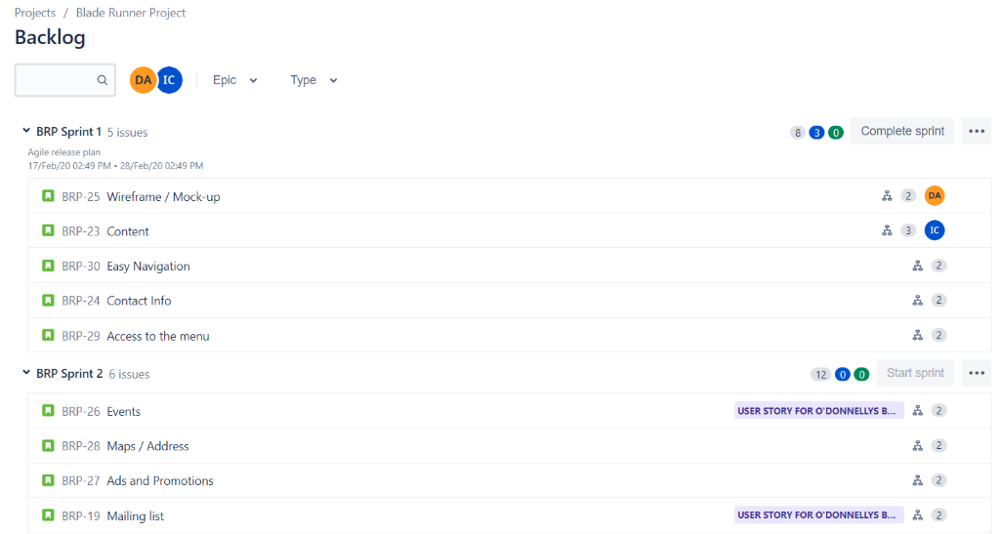 Projects / Blade Runner Project
Backlog
DA IC Epic Type
BRP Sprint 1 5 issues 8 3 0 Complete sprint
Agile release plan
17/Feb/20 02:49 PM • 28/Feb/20 02:49 PM
BRP-25 Wireframe / Mock-up 2 DA
BRP-23 Content 3 IC
BRP-30 Easy Navigation 2
BRP-24 Contact Info 2
BRP-29 Access to the menu 2
BRP Sprint 2 6 issues 12 0 0 Start sprint
BRP-26 Events USER STORY FOR O'DONNELLYS B... 2
BRP-28 Maps / Address 2
BRP-27 Ads and Promotions 2
BRP-19 Mailing list USER STORY FOR O'DONNELLYS B... 2